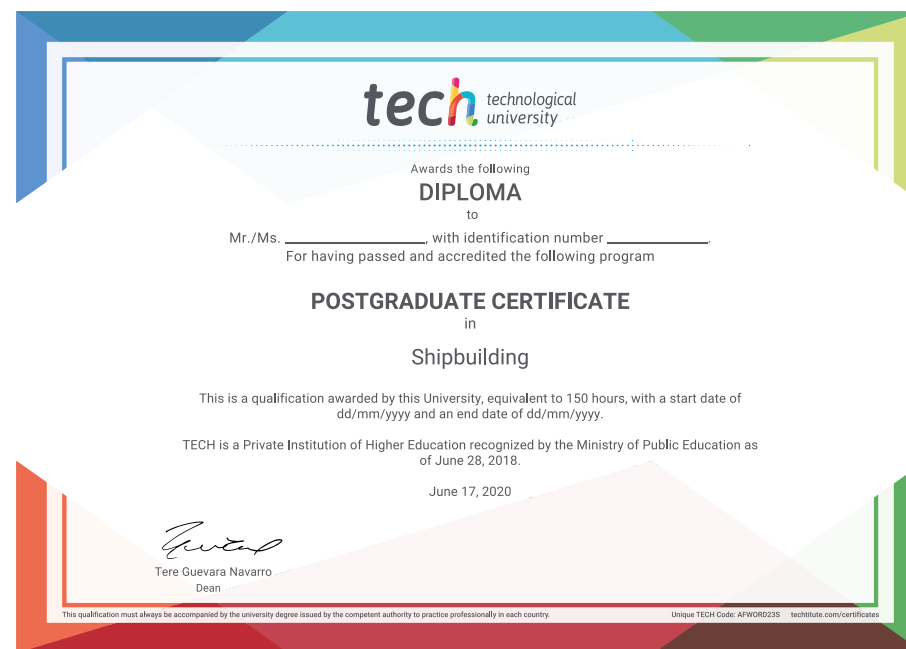 tech technological
university
Awards the following
DIPLOMA
to
Mr./Ms. ____________________, with identification number ______________.
For having passed and accredited the following program
POSTGRADUATE CERTIFICATE
in
Shipbuilding
This is a qualification awarded by this University, equivalent to 150 hours, with a start date of
dd/mm/yyyy and an end date of dd/mm/yyyy.
TECH is a Private Institution of Higher Education recognized by the Ministry of Public Education as
of June 28, 2018.
June 17, 2020
Tere Guevara Navarro
Dean
This qualification must always be accompanied by the university degree issued by the competent authority to practice professionally in each country. Unique TECH Code: AFWORD23S techtitute.com/certificates